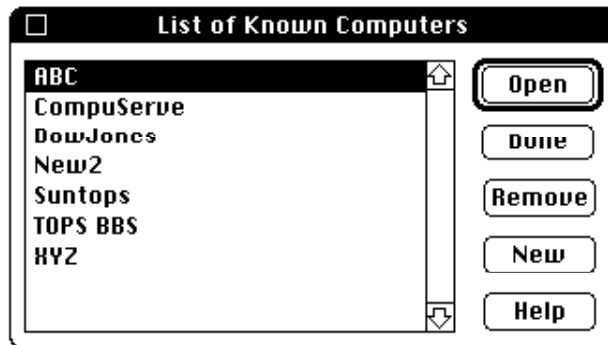 List of Known Computers
ABC
CompuServe
DowJones
New2
Suntops
TOPS BBS
XYZ
Open
Done
Remove
New
Help